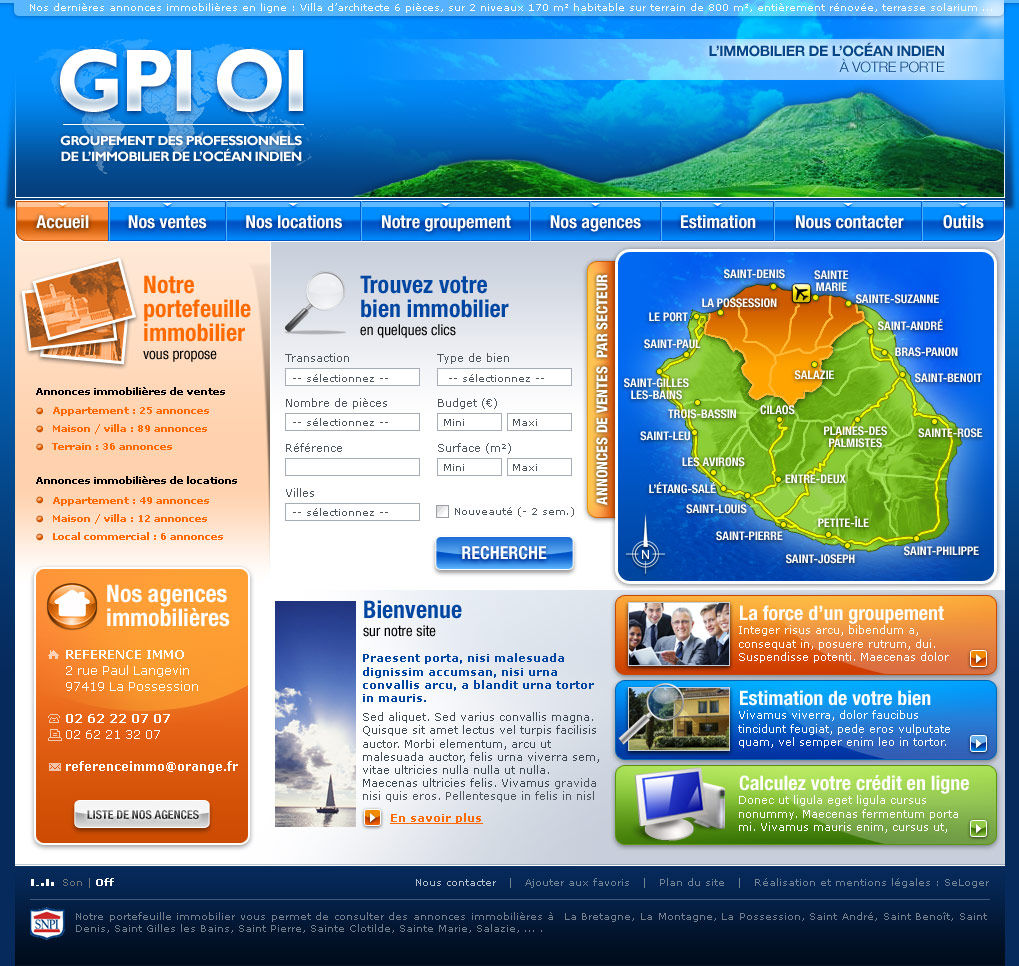 Nos dernières annonces immobilières en ligne : Villa d'architecte 6 pièces, sur 2 niveaux 170 m² habitable sur terrain de 800 m², entièrement rénovée, terrasse solarium ...
GPI OI
GROUPEMENT DES PROFESSIONNELS
DE L'IMMOBILIER DE L'OCÉAN INDIEN
L'IMMOBILIER DE L'OCÉAN INDIEN
À VOTRE PORTE
Accueil
Nos ventes
Nos locations
Notre groupement
Nos agences
Estimation
Nous contacter
Outils
Notre
portefeuille
immobilier
vous propose
Annonces immobilières de ventes
Appartement : 25 annonces
Maison / villa : 89 annonces
Terrain : 36 annonces
Annonces immobilières de locations
Appartement : 49 annonces
Maison / villa : 12 annonces
Local commercial : 6 annonces
Nos agences
immobilières
REFERENCE IMMO
2 rue Paul Langevin
97419 La Possession
02 62 22 07 07
02 62 21 32 07
referenceimmo@orange.fr
LISTE DE NOS AGENCES
Trouvez votre
bien immobilier
en quelques clics
Transaction
-- sélectionnez --
Type de bien
-- sélectionnez --
Nombre de pièces
-- sélectionnez --
Budget (€)
Mini
Maxi
Référence
Surface (m²)
Mini
Maxi
Villes
-- sélectionnez --
Nouveauté (- 2 sem.)
RECHERCHE
ANNONCES DE VENTES PAR SECTEUR
SAINT-DENIS
SAINTE
MARIE
LA POSSESSION
SAINTE-SUZANNE
LE PORT
SAINT-ANDRÉ
SAINT-PAUL
BRAS-PANON
SALAZIE
SAINT-BENOIT
SAINT-GILLES
LES-BAINS
TROIS-BASSIN
CILAOS
PLAINES-DES
PALMISTES
SAINT-LEU
SAINTE-ROSE
LES AVIRONS
ENTRE-DEUX
L'ÉTANG-SALÉ
SAINT-LOUIS
PETITE-ÎLE
SAINT-PIERRE
SAINT-JOSEPH
SAINT-PHILIPPE
N
Bienvenue
sur notre site
Praesent porta, nisi malesuada
dignissim accumsan, nisi urna
convallis arcu, a blandit urna tortor
in mauris.
Sed aliquet. Sed varius convallis magna.
Quisque sit amet lectus vel turpis facilisis
auctor. Morbi elementum, arcu ut
malesuada auctor, felis urna viverra sem,
vitae ultricies nulla nulla ut nulla.
Maecenas ultricies felis. Vivamus gravida
nisi quis eros. Pellentesque in felis in nisl
En savoir plus
La force d'un groupement
Integer risus arcu, bibendum a,
consequat in, posuere rutrum, dui.
Suspendisse potenti. Maecenas dolor
Estimation de votre bien
Vivamus viverra, dolor faucibus
tincidunt feugiat, pede eros vulputate
quam, vel semper enim leo in tortor.
Calculez votre crédit en ligne
Donec ut ligula eget ligula cursus
nonummy. Maecenas fermentum porta
mi. Vivamus mauris enim, cursus ut,
Son | Off
Nous contacter | Ajouter aux favoris | Plan du site | Réalisation et mentions légales : SeLoger
SNPI
Notre portefeuille immobilier vous permet de consulter des annonces immobilières à La Bretagne, La Montagne, La Possession, Saint André, Saint Benoît, Saint
Denis, Saint Gilles les Bains, Saint Pierre, Sainte Clotilde, Sainte Marie, Salazie, ... .